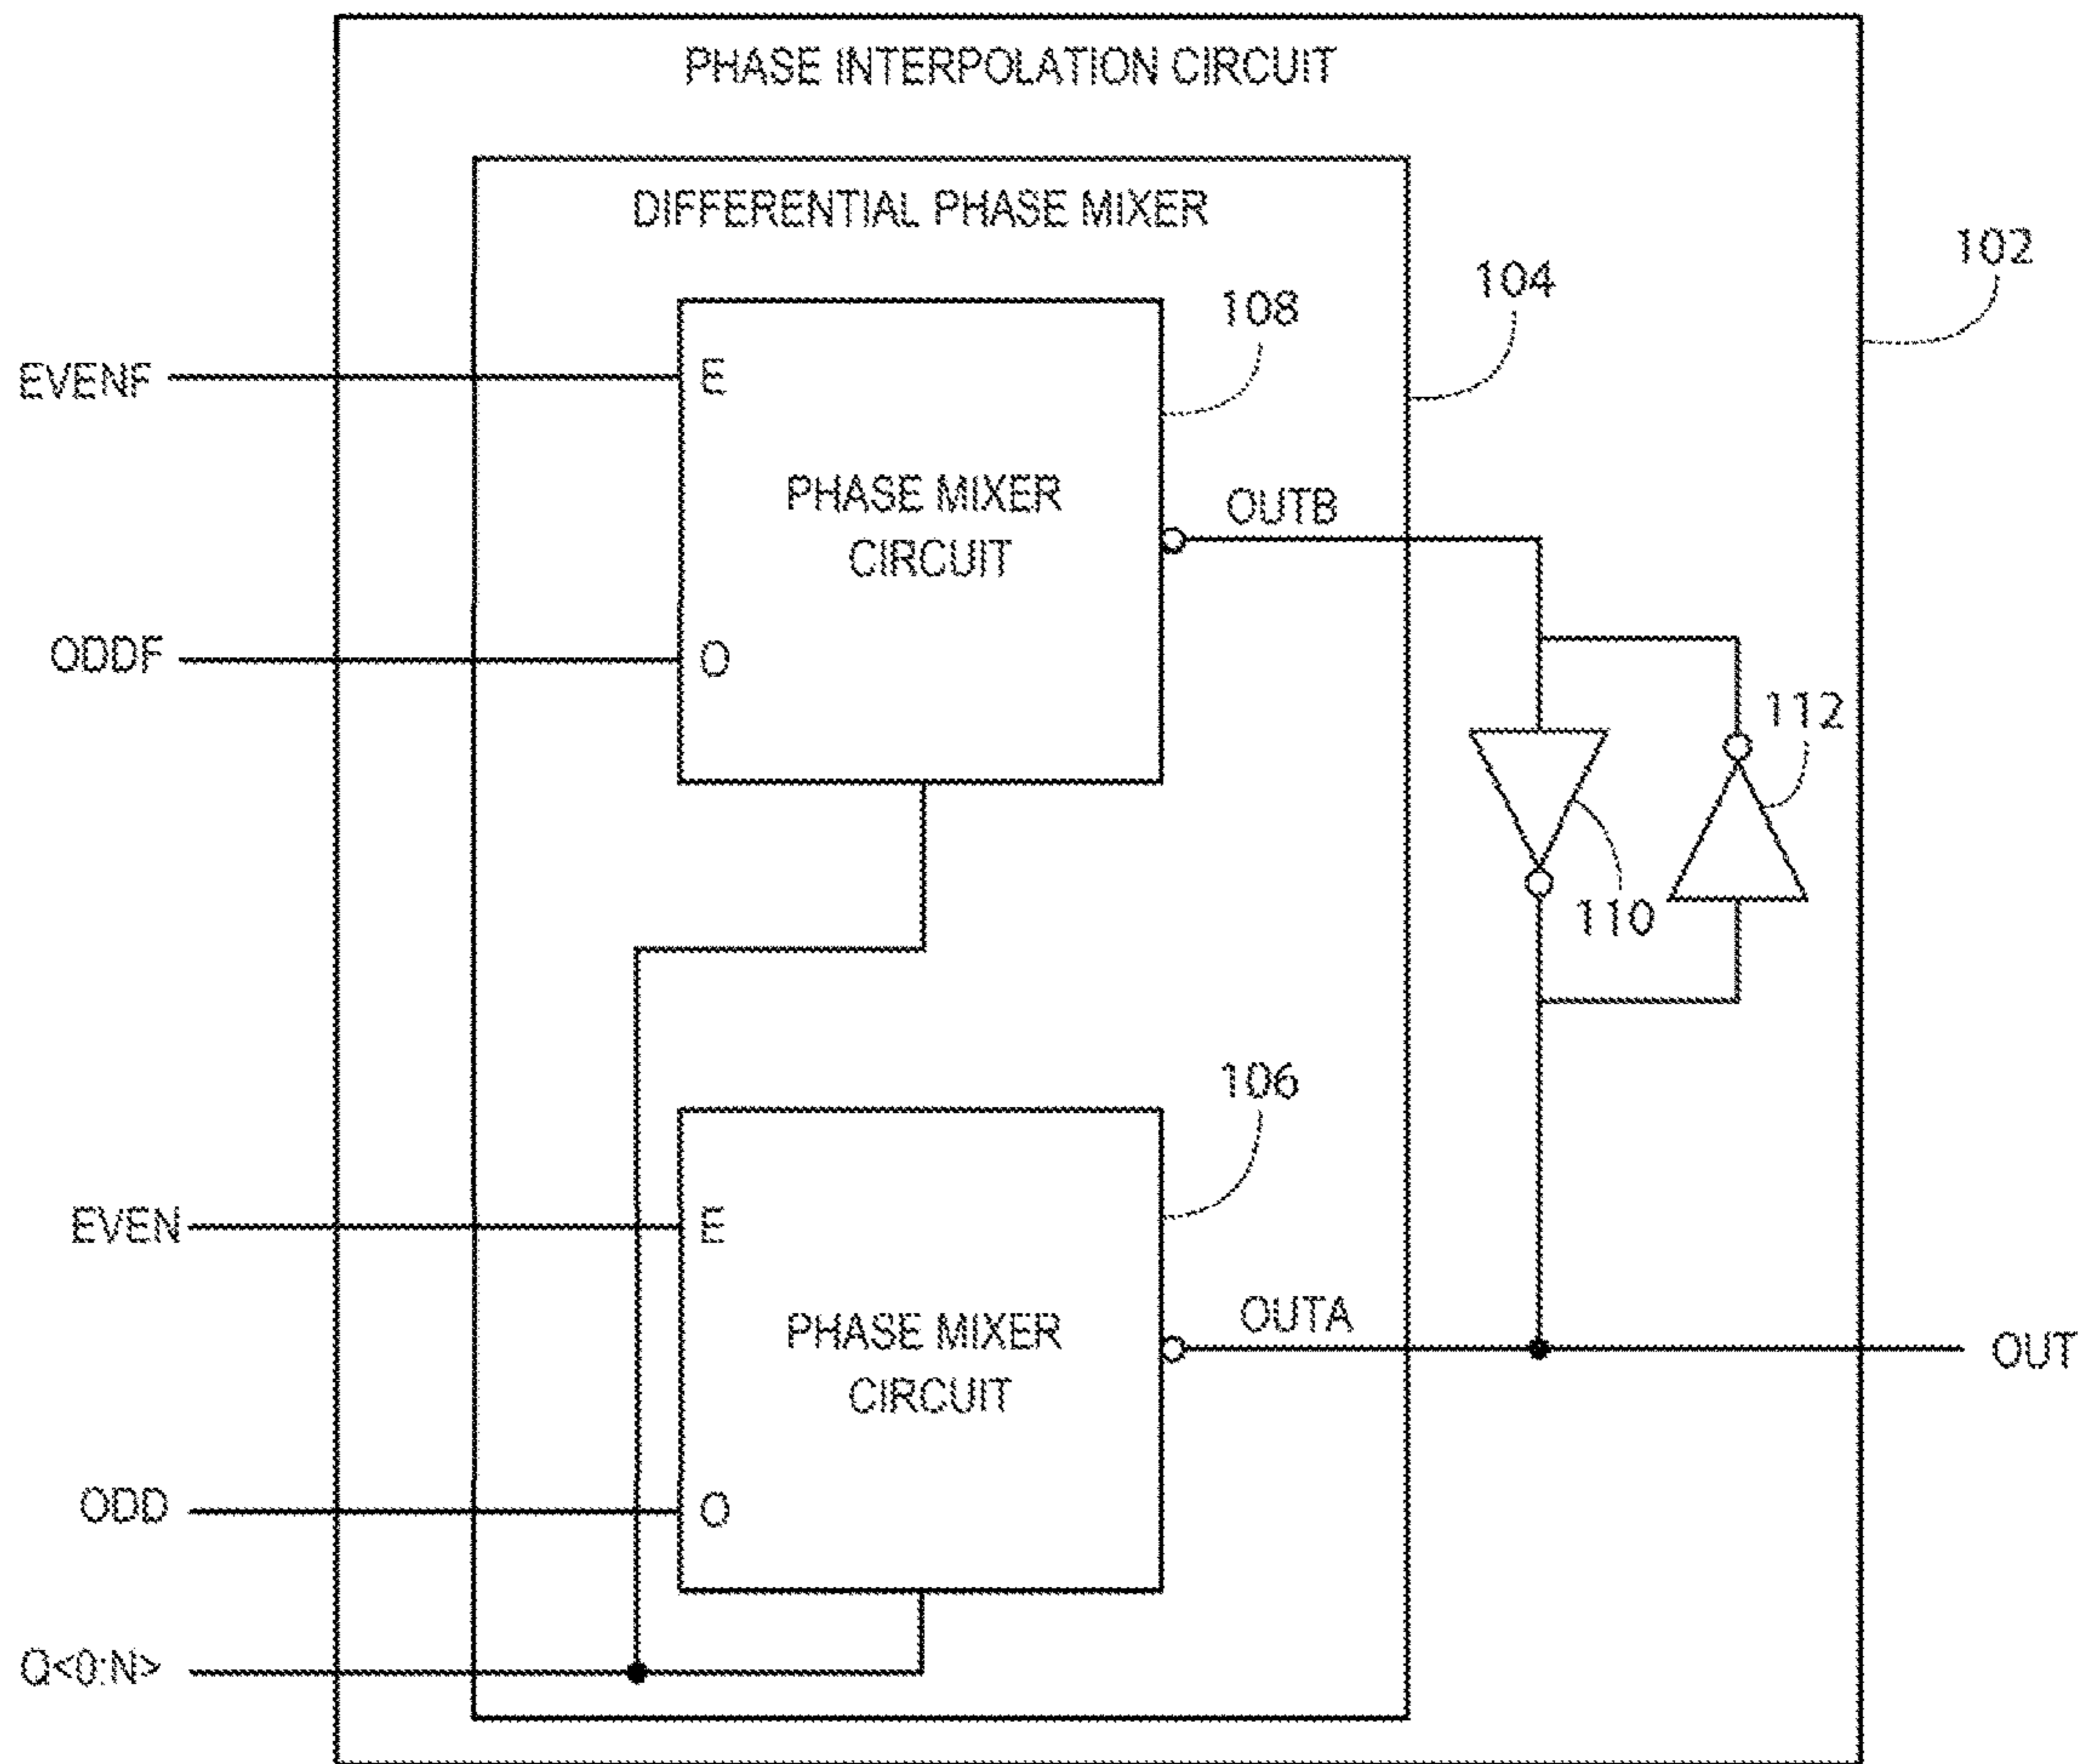 PHASE INTERPOLATION CIRCUIT
DIFFERENTIAL PHASE MIXER
102
104
108
EVENF
E
PHASE MIXER
CIRCUIT
OUTB
ODDF
O
112
110
106
EVEN
E
OUTA
PHASE MIXER
CIRCUIT
OUT
ODD
O
Q<0:N>